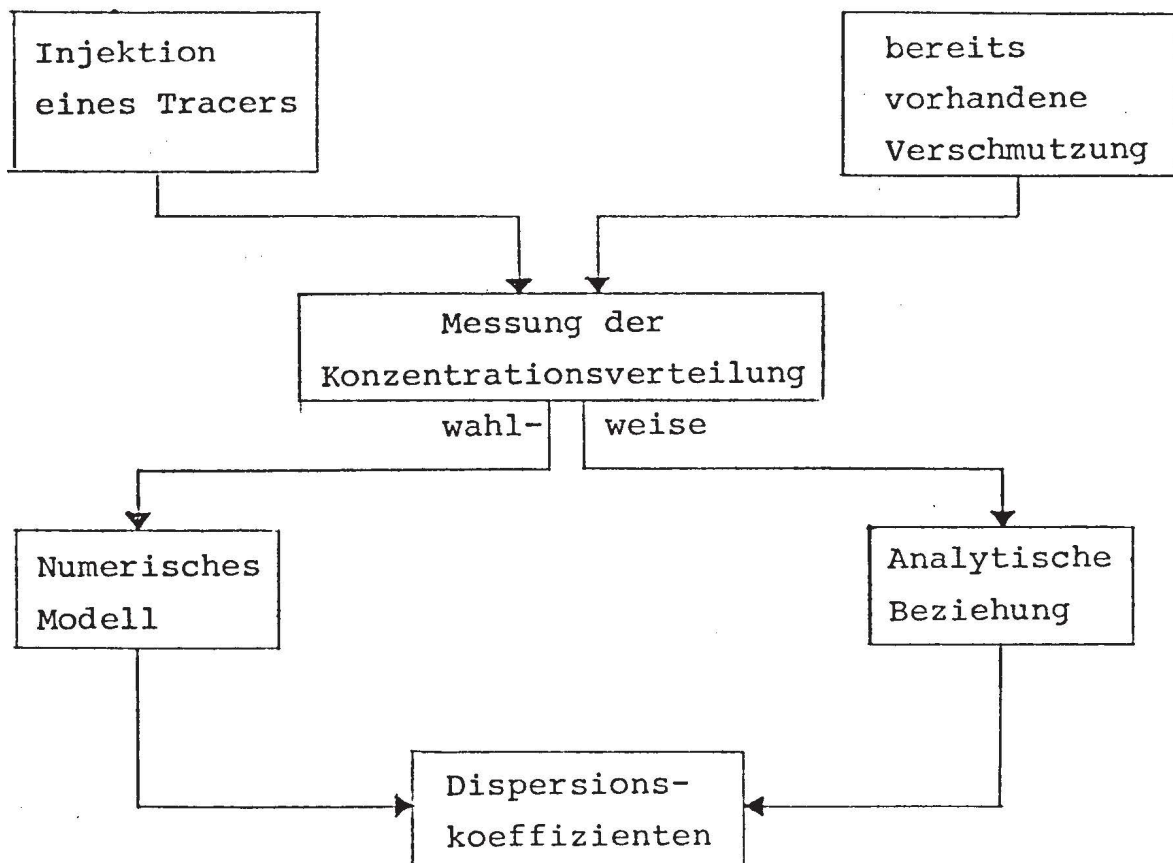 Injektion
eines Tracers
bereits
vorhandene
Verschmutzung
Messung der
Konzentrationsverteilung
wahl- weise
Numerisches
Modell
Analytische
Beziehung
Dispersions-
koeffizienten